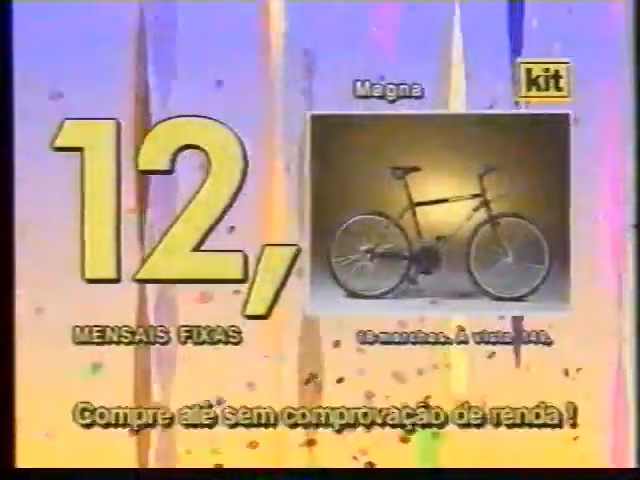 kit
Magna
12,
MENSAIS FIXAS
18 marchas. À vista
Compre até sem comprovação de renda !